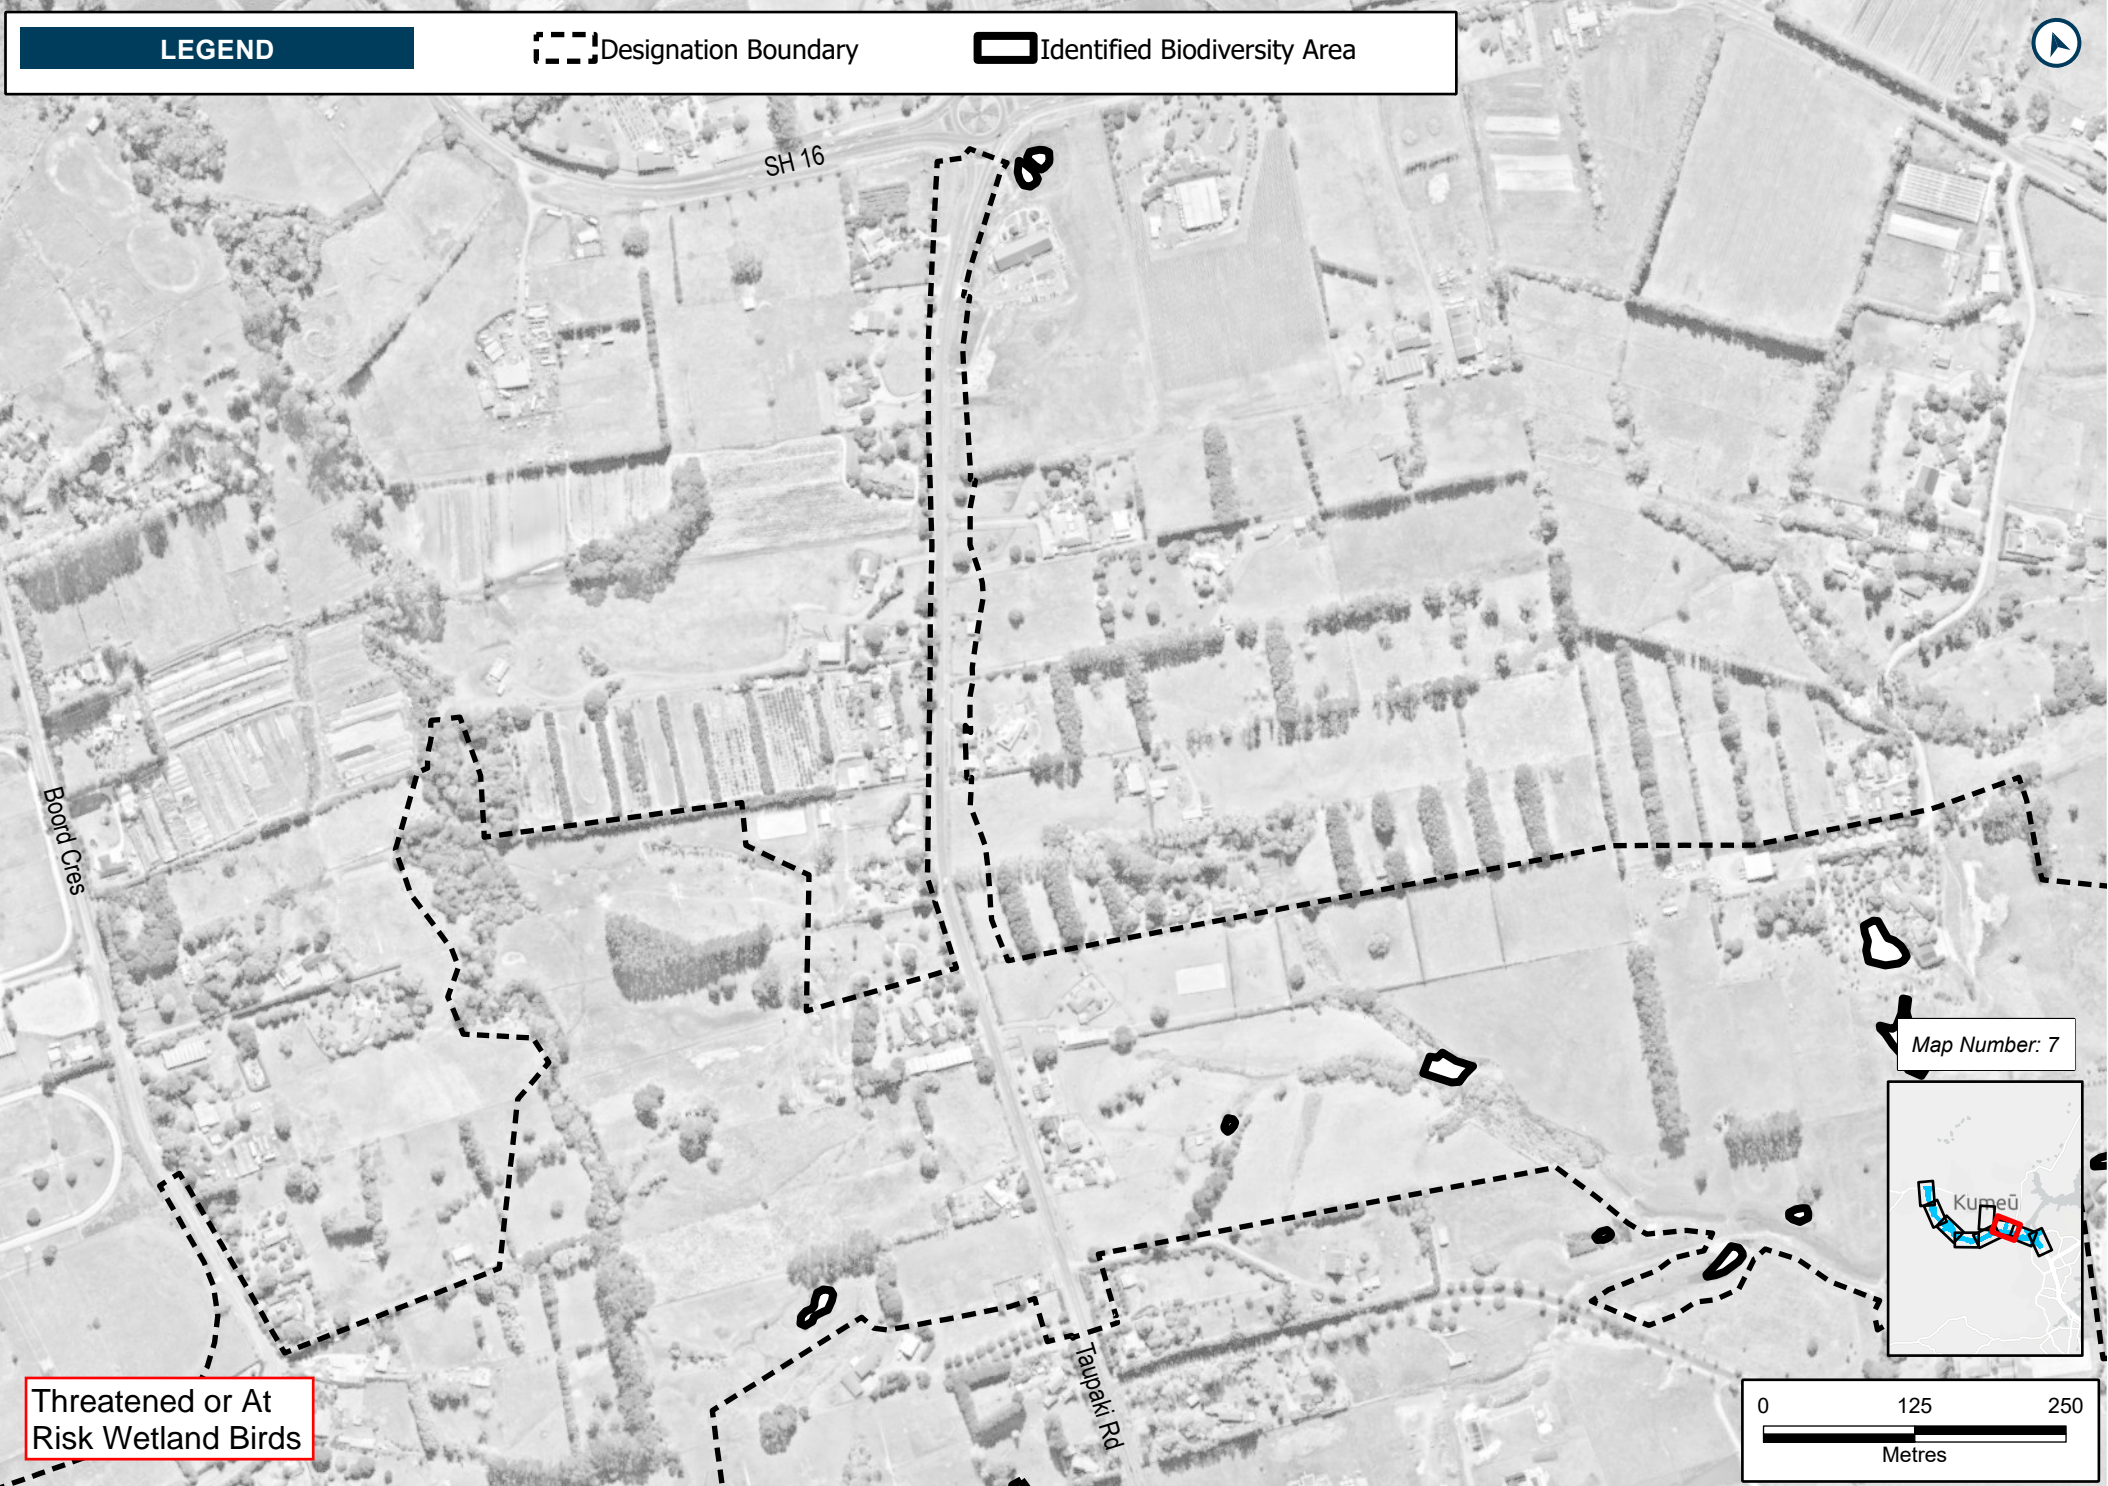 LEGEND
Designation Boundary
Identified Biodiversity Area
SH 16
Boord Cres
Map Number: 7
Kumeū
Taupaki Rd
Threatened or At
Risk Wetland Birds
0 125 250
Metres